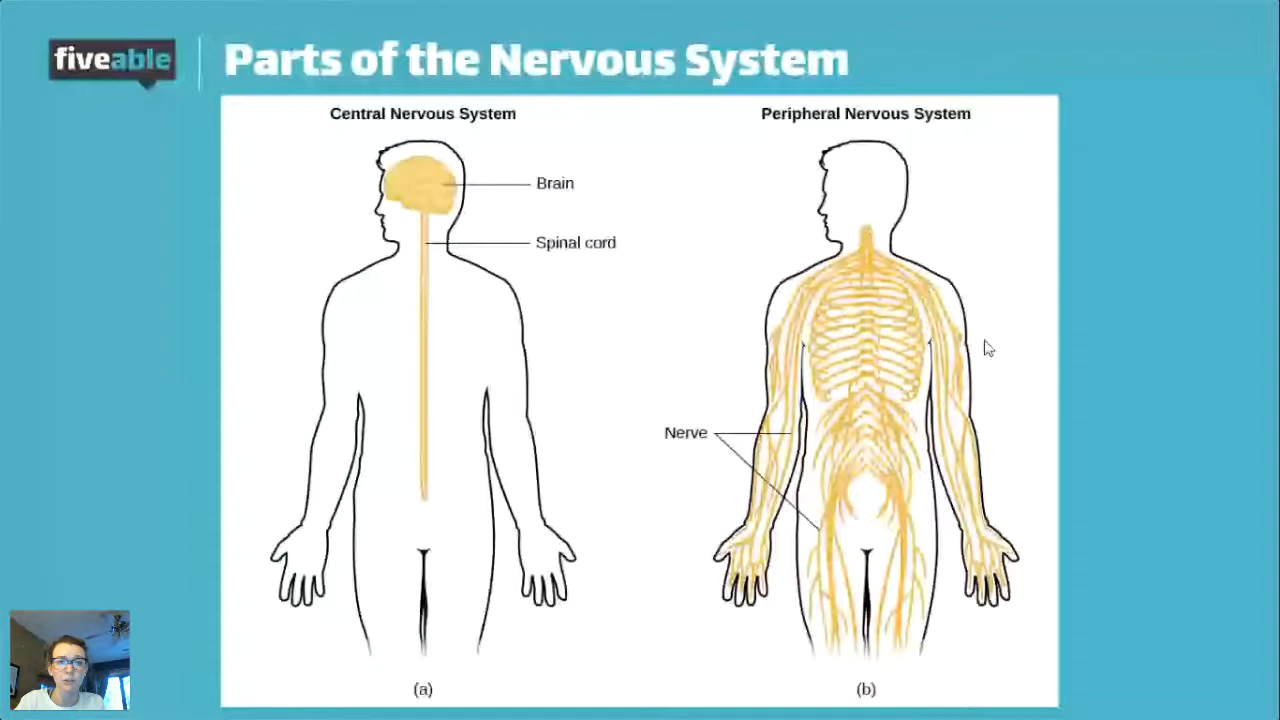 fiveable
Parts of the Nervous System
Central Nervous System
Peripheral Nervous System
Brain
Spinal cord
Nerve
(a)
(b)